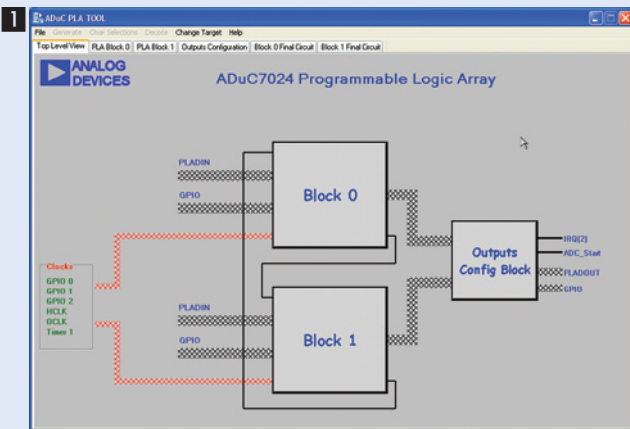 1
ADuC PLA TOOL
File Generate Clear Selections Decode Change Target Help
Top Level View PLA Block 0 PLA Block 1 Outputs Configuration Block 0 Final Circuit Block 1 Final Circuit
ANALOG
DEVICES
ADuC7024 Programmable Logic Array
PLADIN
GPIO
Block 0
Clocks
GPIO 0
GPIO 1
GPIO 2
HCLK
OCLK
Timer 1
Outputs
Config Block
IRQ[2]
ADC_Start
PLADOUT
GPIO
PLADIN
GPIO
Block 1